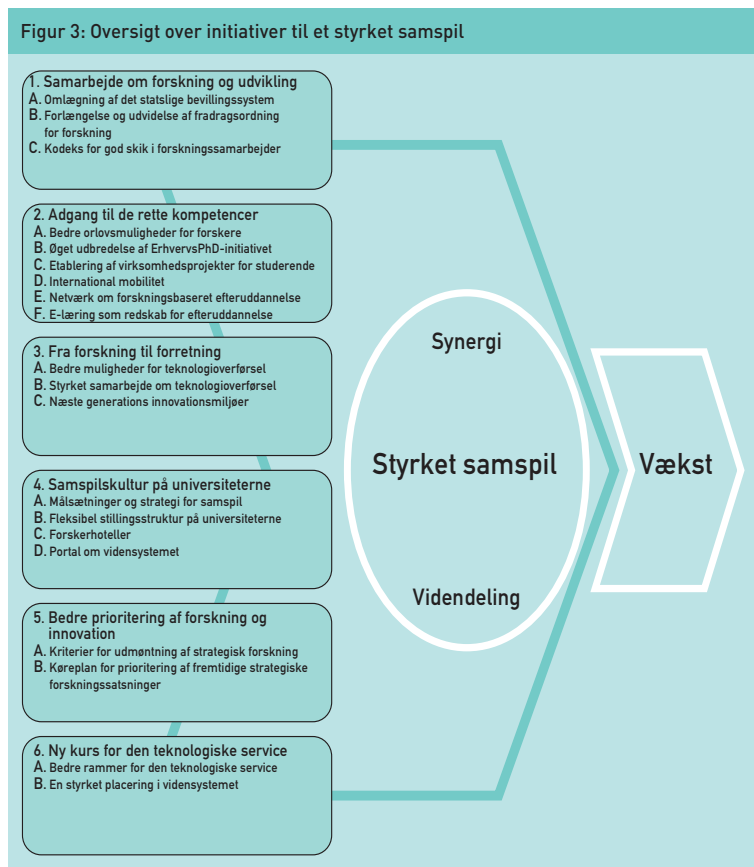 Figur 3: Oversigt over initiativer til et styrket samspil
1. Samarbejde om forskning og udvikling
A. Omlægning af det statslige bevillingssystem
B. Forlængelse og udvidelse af fradragsordning
for forskning
C. Kodeks for god skik i forskningssamarbejder
2. Adgang til de rette kompetencer
A. Bedre orlovsmuligheder for forskere
B. Øget udbredelse af ErhvervsPhD-initiativet
C. Etablering af virksomhedsprojekter for studerende
D. International mobilitet
E. Netværk om forskningsbaseret efteruddannelse
F. E-læring som redskab for efteruddannelse
3. Fra forskning til forretning
A. Bedre muligheder for teknologioverførsel
B. Styrket samarbejde om teknologioverførsel
C. Næste generations innovationsmiljøer
4. Samspilskultur på universiteterne
A. Målsætninger og strategi for samspil
B. Fleksibel stillingsstruktur på universiteterne
C. Forskerhoteller
D. Portal om vidensystemet
5. Bedre prioritering af forskning og
innovation
A. Kriterier for udmøntning af strategisk forskning
B. Køreplan for prioritering af fremtidige strategiske
forskningssatsninger
6. Ny kurs for den teknologiske service
A. Bedre rammer for den teknologiske service
B. En styrket placering i vidensystemet
Synergi
Styrket samspil
Videndeling
Vækst